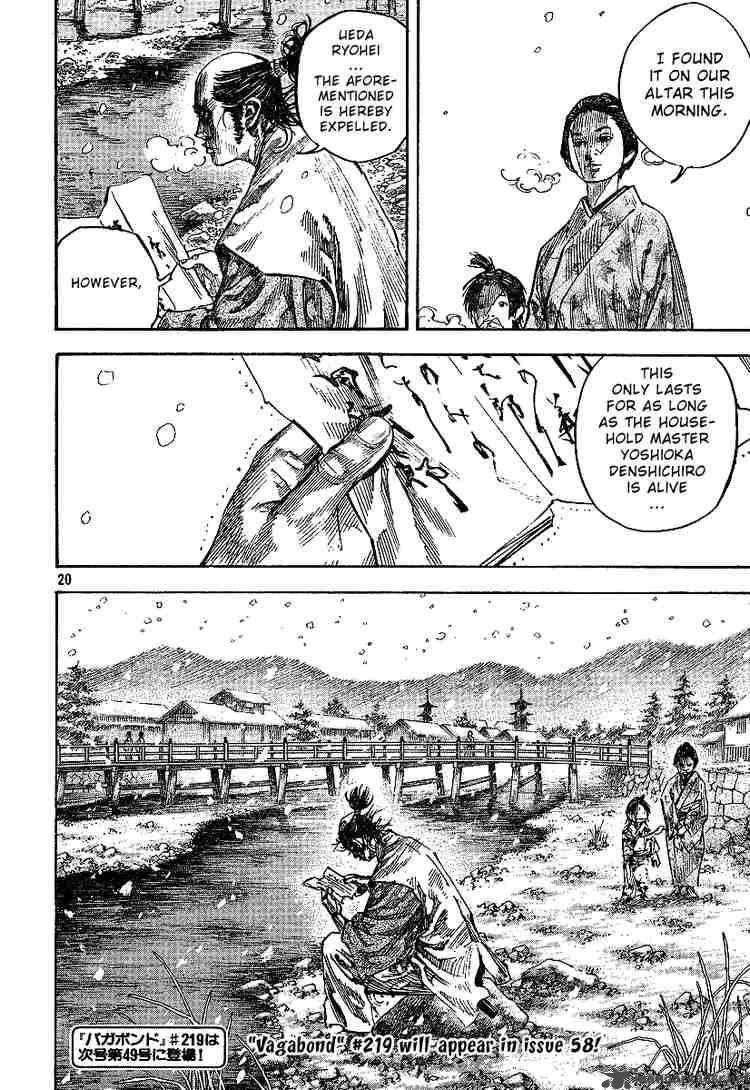 I FOUND
IT ON OUR
ALTAR THIS
MORNING.
UEDA
RYOHEI
...
THE AFORE-
MENTIONED
IS HEREBY
EXPELLED.
HOWEVER,
THIS
ONLY LASTS
FOR AS LONG
AS THE HOUSE-
HOLD MASTER
YOSHIOKA
DENSHICHIRO
IS ALIVE
...
20
『バガボンド』#219は
次号第49号に登場!
"Vagabond" #219 will appear in issue 58!